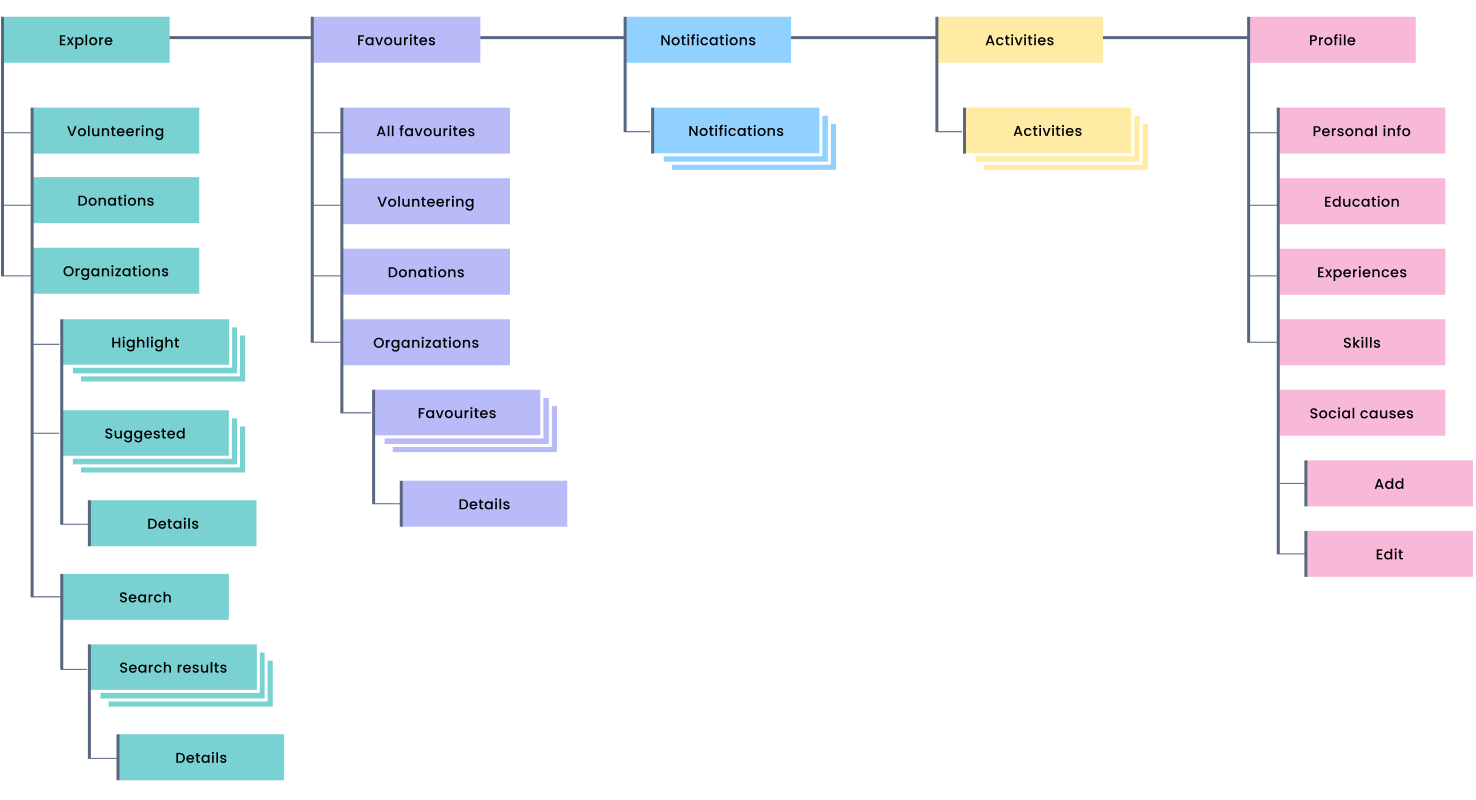 Explore
Favourites
Notifications
Activities
Profile
Volunteering
Donations
Organizations
Highlight
Suggested
Details
Search
Search results
Details
All favourites
Volunteering
Donations
Organizations
Favourites
Details
Notifications
Activities
Personal info
Education
Experiences
Skills
Social causes
Add
Edit